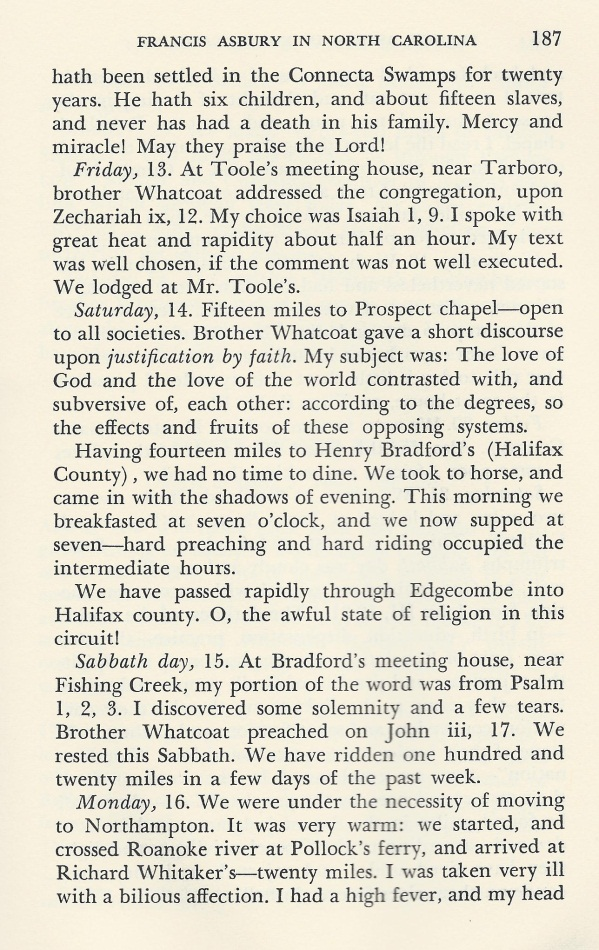 FRANCIS ASBURY IN NORTH CAROLINA 187
hath been settled in the Connecta Swamps for twenty
years. He hath six children, and about fifteen slaves,
and never has had a death in his family. Mercy and
miracle! May they praise the Lord!
Friday, 13. At Toole's meeting house, near Tarboro,
brother Whatcoat addressed the congregation, upon
Zechariah ix, 12. My choice was Isaiah 1, 9. I spoke with
great heat and rapidity about half an hour. My text
was well chosen, if the comment was not well executed.
We lodged at Mr. Toole's.
Saturday, 14. Fifteen miles to Prospect chapel—open
to all societies. Brother Whatcoat gave a short discourse
upon justification by faith. My subject was: The love of
God and the love of the world contrasted with, and
subversive of, each other: according to the degrees, so
the effects and fruits of these opposing systems.
Having fourteen miles to Henry Bradford's (Halifax
County), we had no time to dine. We took to horse, and
came in with the shadows of evening. This morning we
breakfasted at seven o'clock, and we now supped at
seven—hard preaching and hard riding occupied the
intermediate hours.
We have passed rapidly through Edgecombe into
Halifax county. O, the awful state of religion in this
circuit!
Sabbath day, 15. At Bradford's meeting house, near
Fishing Creek, my portion of the word was from Psalm
1, 2, 3. I discovered some solemnity and a few tears.
Brother Whatcoat preached on John iii, 17. We
rested this Sabbath. We have ridden one hundred and
twenty miles in a few days of the past week.
Monday, 16. We were under the necessity of moving
to Northampton. It was very warm: we started, and
crossed Roanoke river at Pollock's ferry, and arrived at
Richard Whitaker's—twenty miles. I was taken very ill
with a bilious affection. I had a high fever, and my head